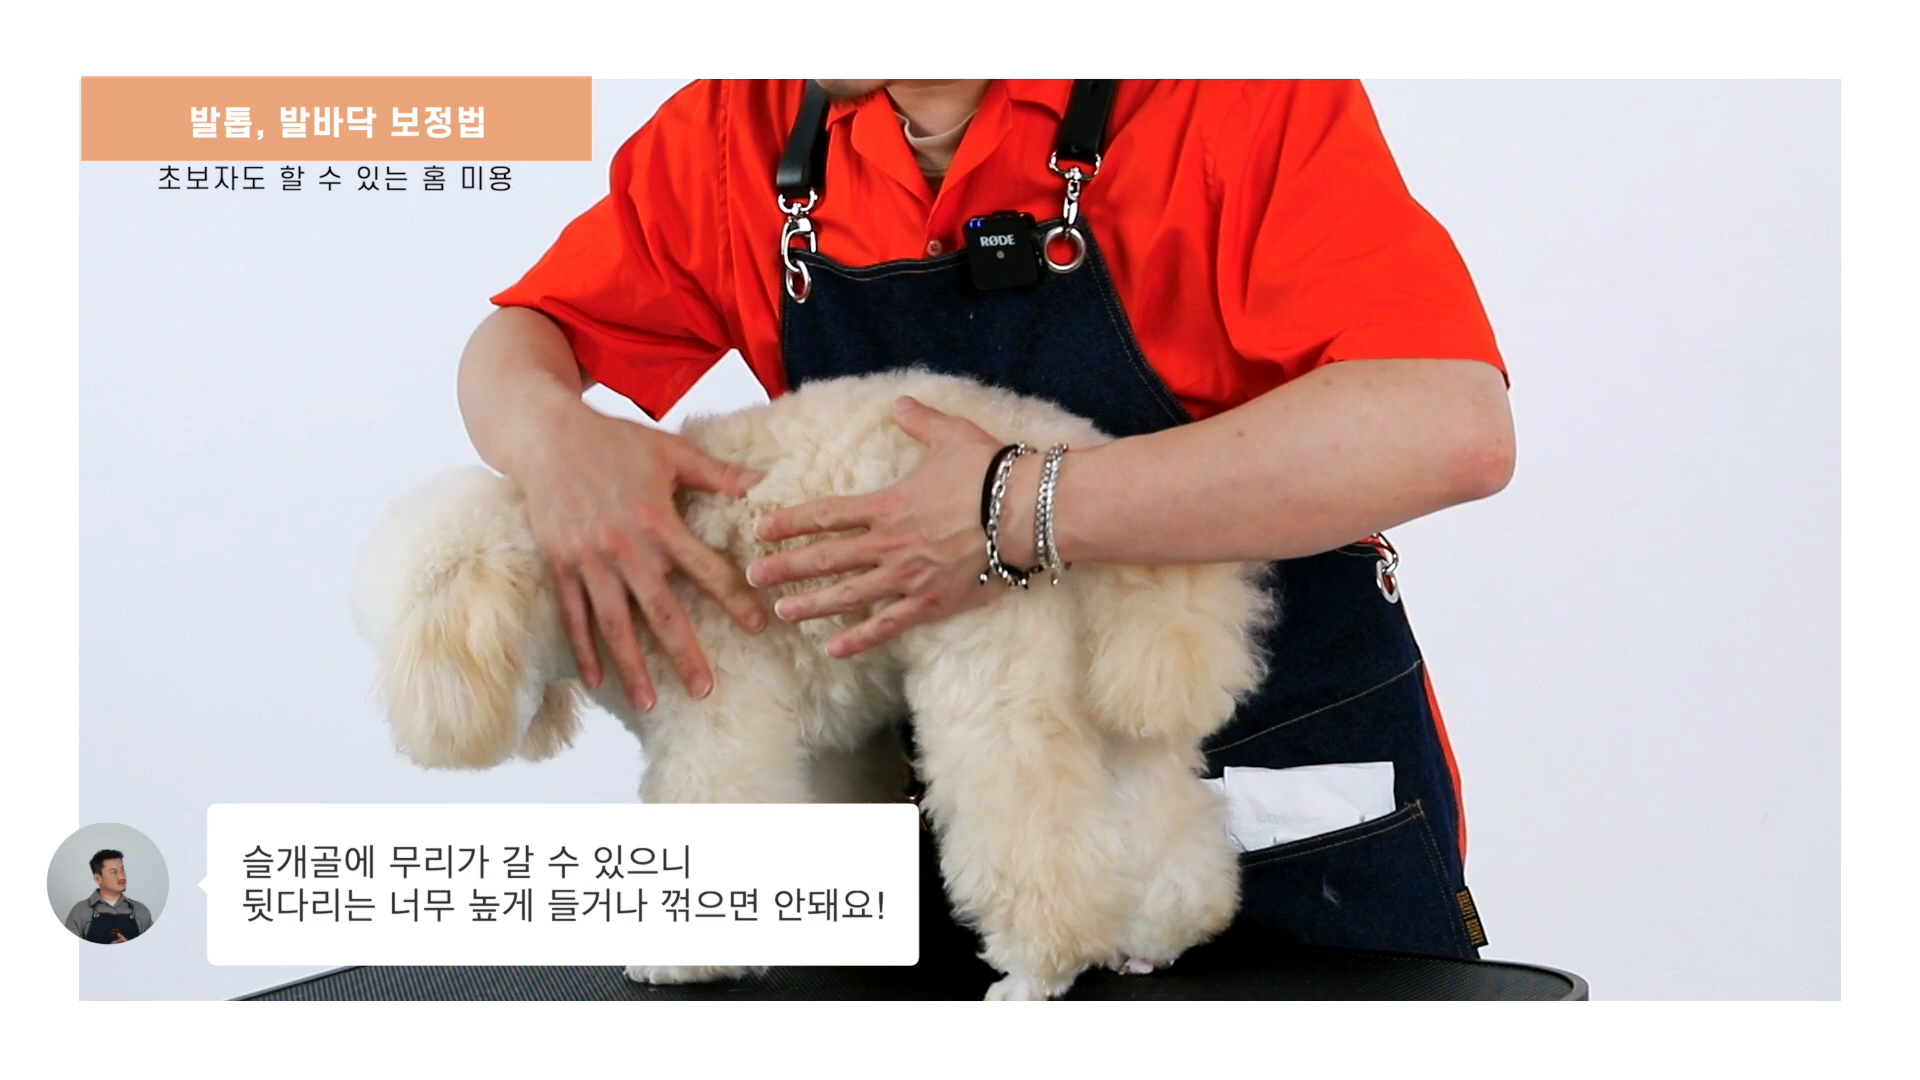 발톱, 발바닥 보정법
초보자도 할 수 있는 홈 미용
RØDE
슬개골에 무리가 갈 수 있으니
뒷다리는 너무 높게 들거나 꺾으면 안돼요!